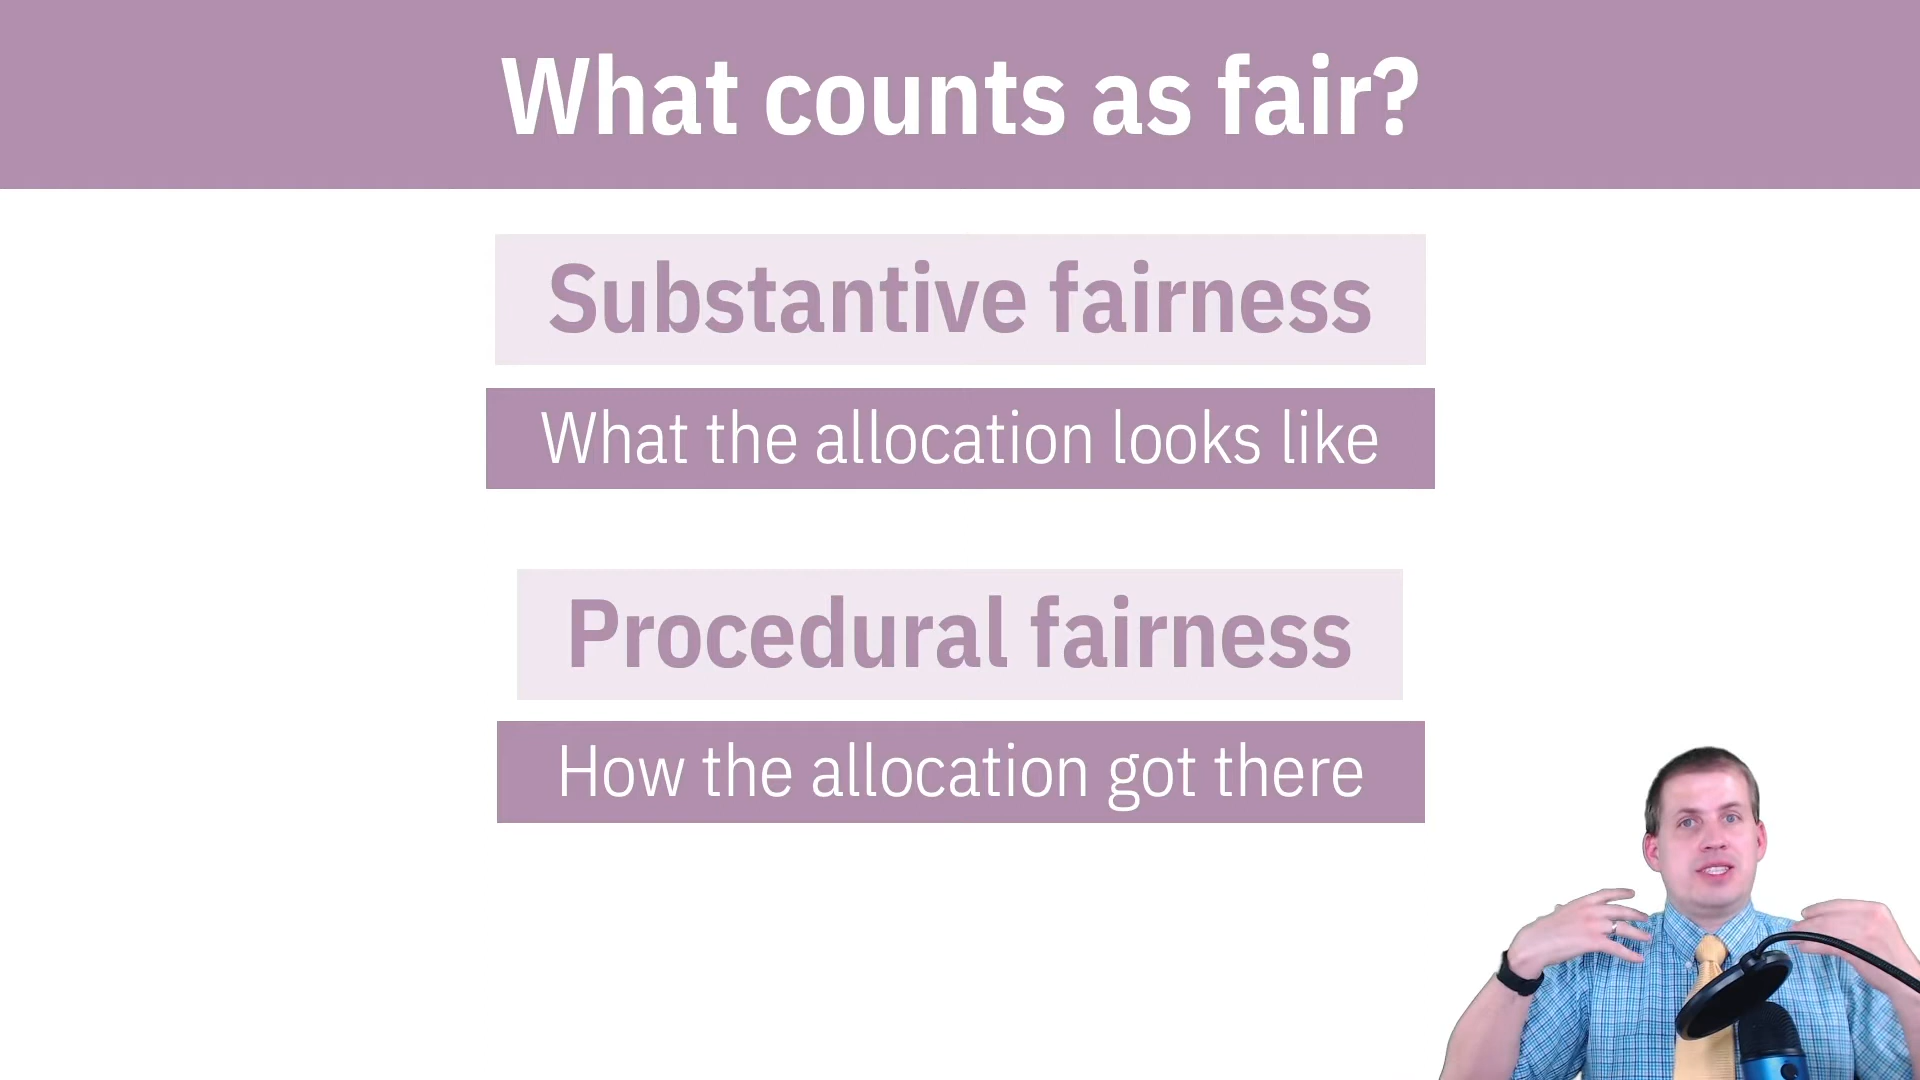 What counts as fair?
Substantive fairness
What the allocation looks like
Procedural fairness
How the allocation got there